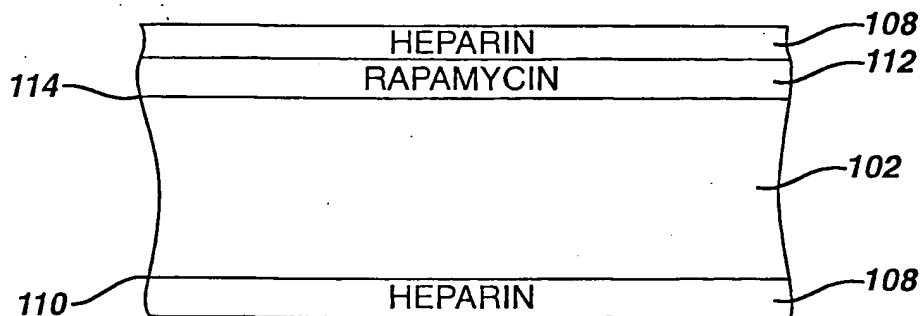 HEPARIN 108
RAPAMYCIN 112
114
102
110 HEPARIN 108